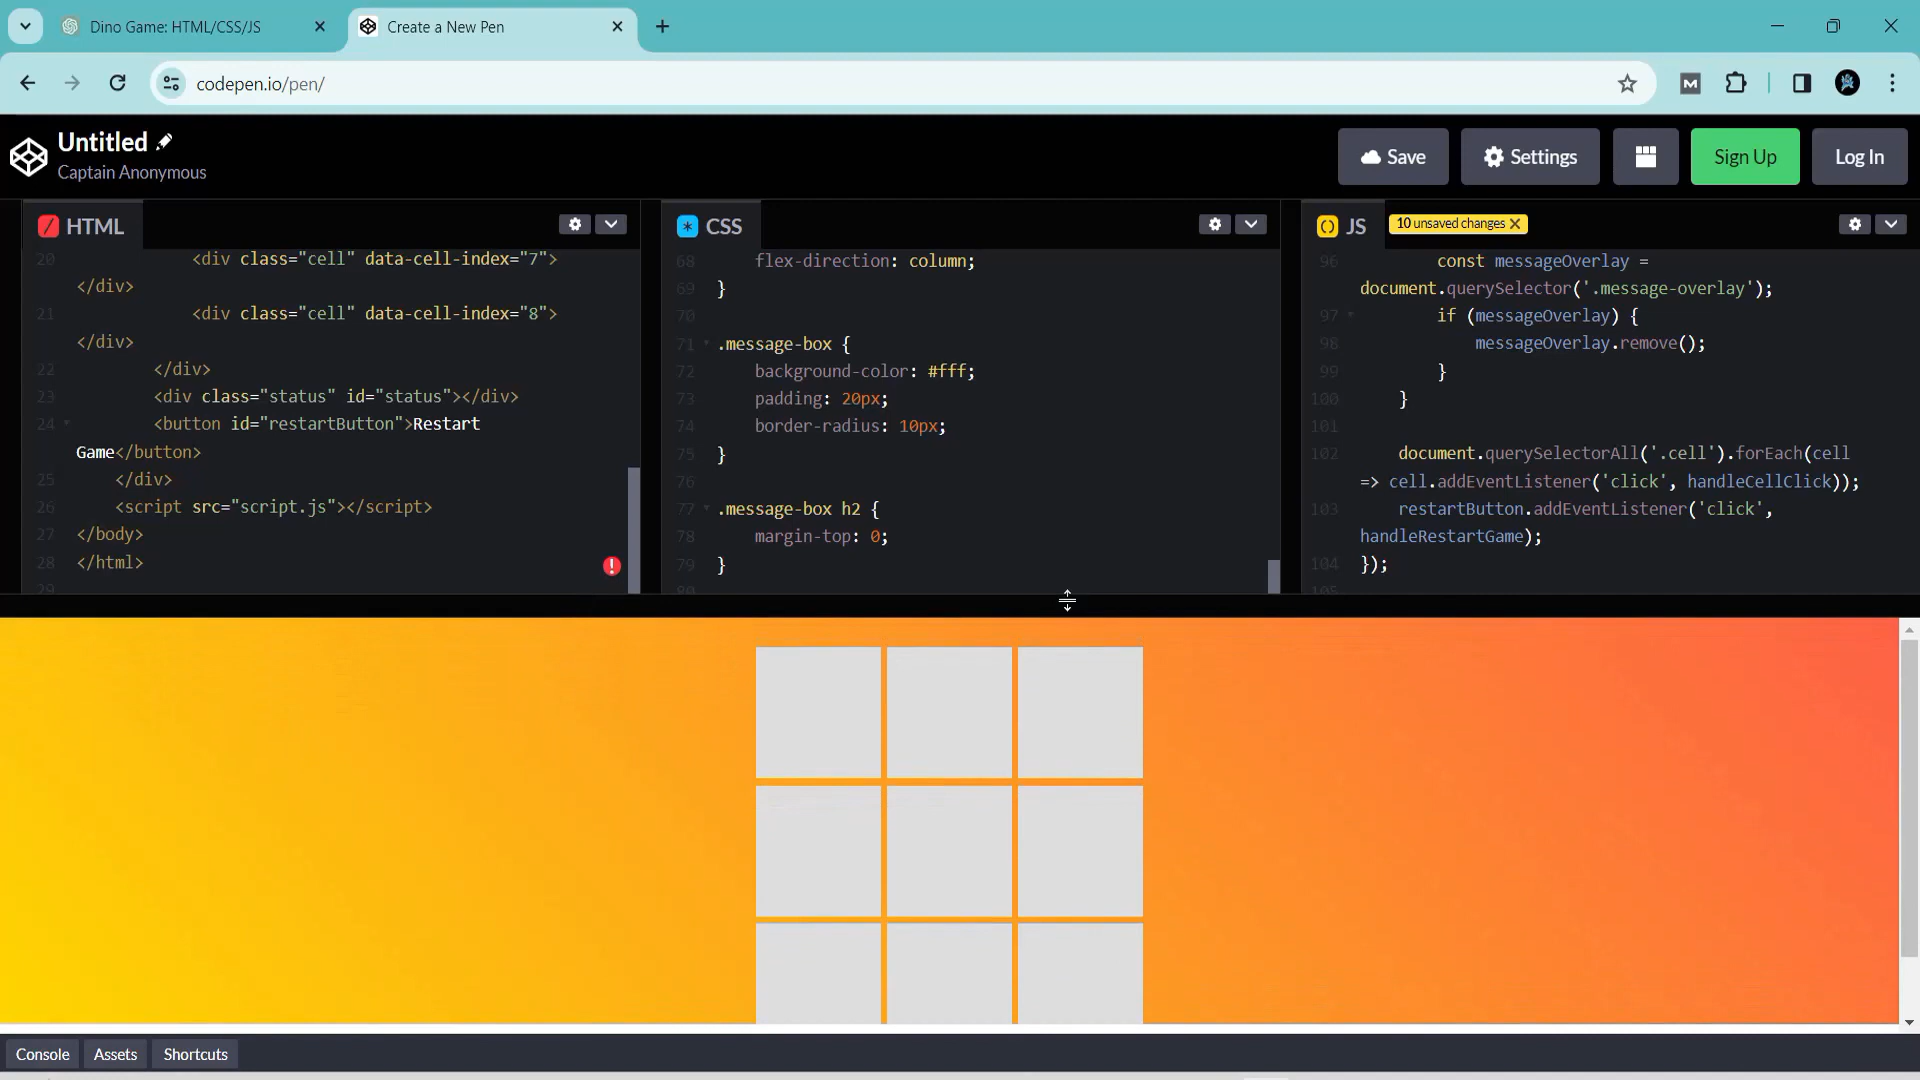 Dino Game: HTML/CSS/JS
Create a New Pen
codepen.io/pen/
Untitled
Captain Anonymous
Save
Settings
Sign Up
Log In
HTML
20 <div class="cell" data-cell-index="7">
</div>
21 <div class="cell" data-cell-index="8">
</div>
22 </div>
23 <div class="status" id="status"></div>
24 <button id="restartButton">Restart
Game</button>
25 </div>
26 <script src="script.js"></script>
27 </body>
28 </html>
29
CSS
68 flex-direction: column;
69 }
70
71 .message-box {
72 background-color: #fff;
73 padding: 20px;
74 border-radius: 10px;
75 }
76
77 .message-box h2 {
78 margin-top: 0;
79 }
80
JS
10 unsaved changes
96 const messageOverlay =
document.querySelector('.message-overlay');
97 if (messageOverlay) {
98 messageOverlay.remove();
99 }
100 }
101
102 document.querySelectorAll('.cell').forEach(cell
=> cell.addEventListener('click', handleCellClick));
103 restartButton.addEventListener('click',
handleRestartGame);
104 });
105
Console
Assets
Shortcuts